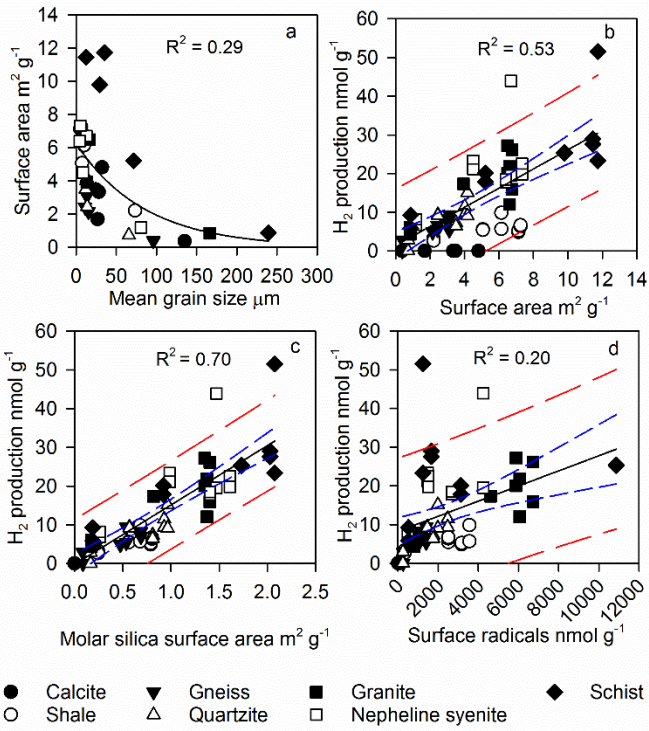 a
R² = 0.29
Surface area m² g⁻¹
14
12
10
8
6
4
2
0
0 50 100 150 200 250 300
Mean grain size μm
b
R² = 0.53
H₂ production nmol g⁻¹
60
50
40
30
20
10
0
0 2 4 6 8 10 12 14
Surface area m² g⁻¹
c
R² = 0.70
H₂ production nmol g⁻¹
60
50
40
30
20
10
0
0.0 0.5 1.0 1.5 2.0 2.5
Molar silica surface area m² g⁻¹
d
R² = 0.20
H₂ production nmol g⁻¹
60
50
40
30
20
10
0
0 2000 4000 6000 8000 10000 12000
Surface radicals nmol g⁻¹
Calcite Gneiss Granite Schist
Shale Quartzite Nepheline syenite